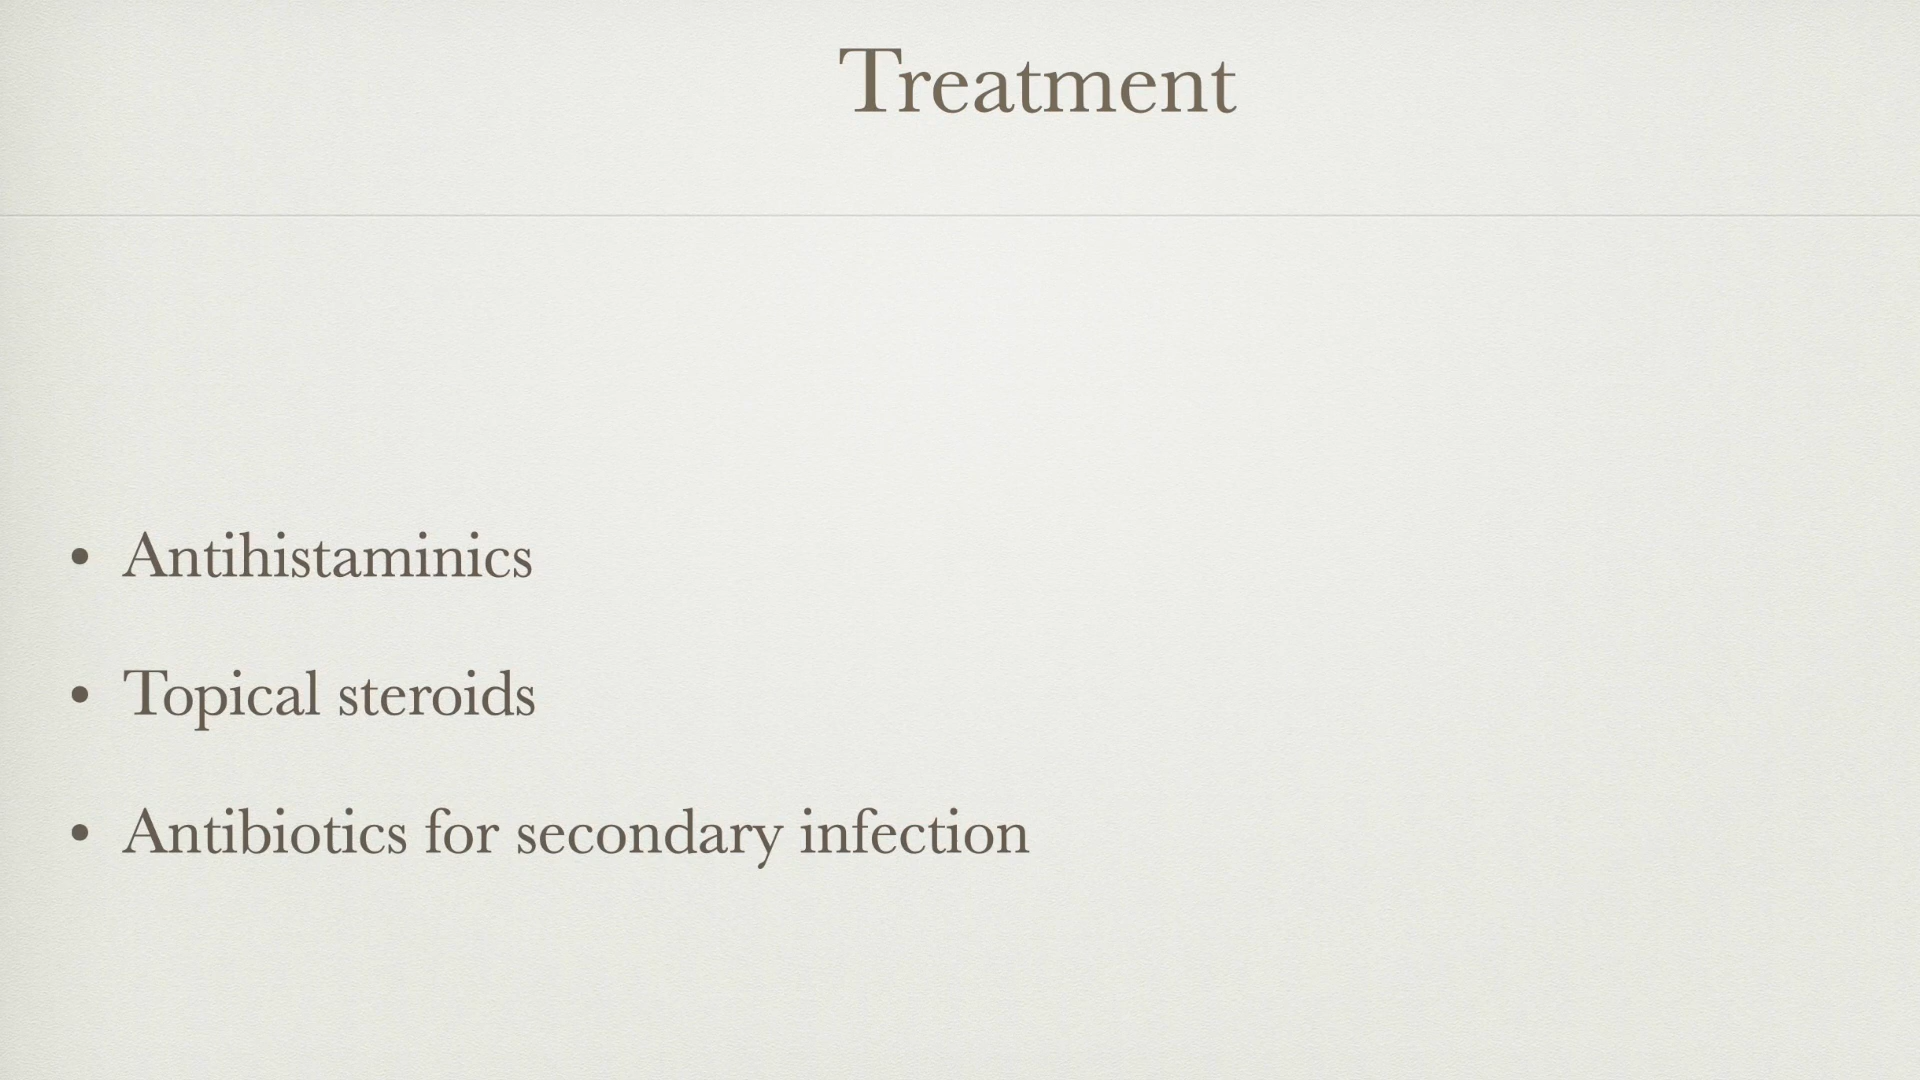 Treatment
• Antihistaminics
• Topical steroids
• Antibiotics for secondary infection